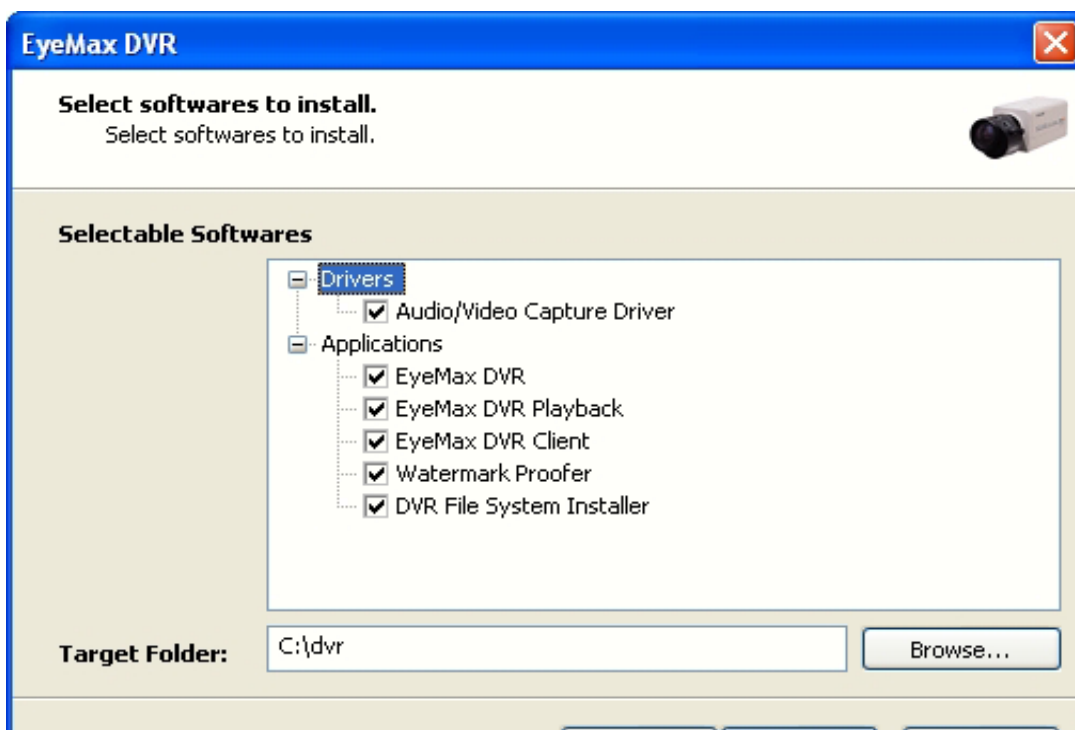 EyeMax DVR
Select softwares to install.
Select softwares to install.
Selectable Softwares
Drivers
Audio/Video Capture Driver
Applications
EyeMax DVR
EyeMax DVR Playback
EyeMax DVR Client
Watermark Proofer
DVR File System Installer
Target Folder:
C:\dvr
Browse...